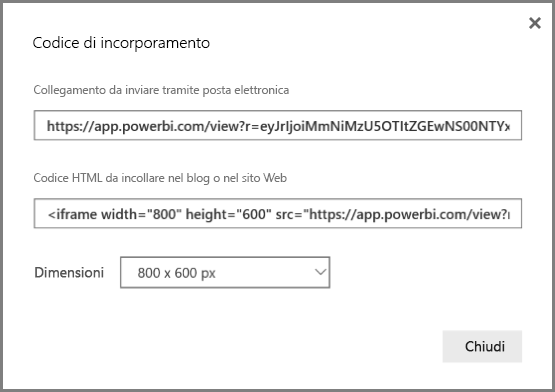 Codice di incorporamento
Collegamento da inviare tramite posta elettronica
https://app.powerbi.com/view?r=eyJrIjoiMmNiMzU5OTItZGEwNS00NTYx
Codice HTML da incollare nel blog o nel sito Web
<iframe width="800" height="600" src="https://app.powerbi.com/view?r
Dimensioni 800 x 600 px
Chiudi